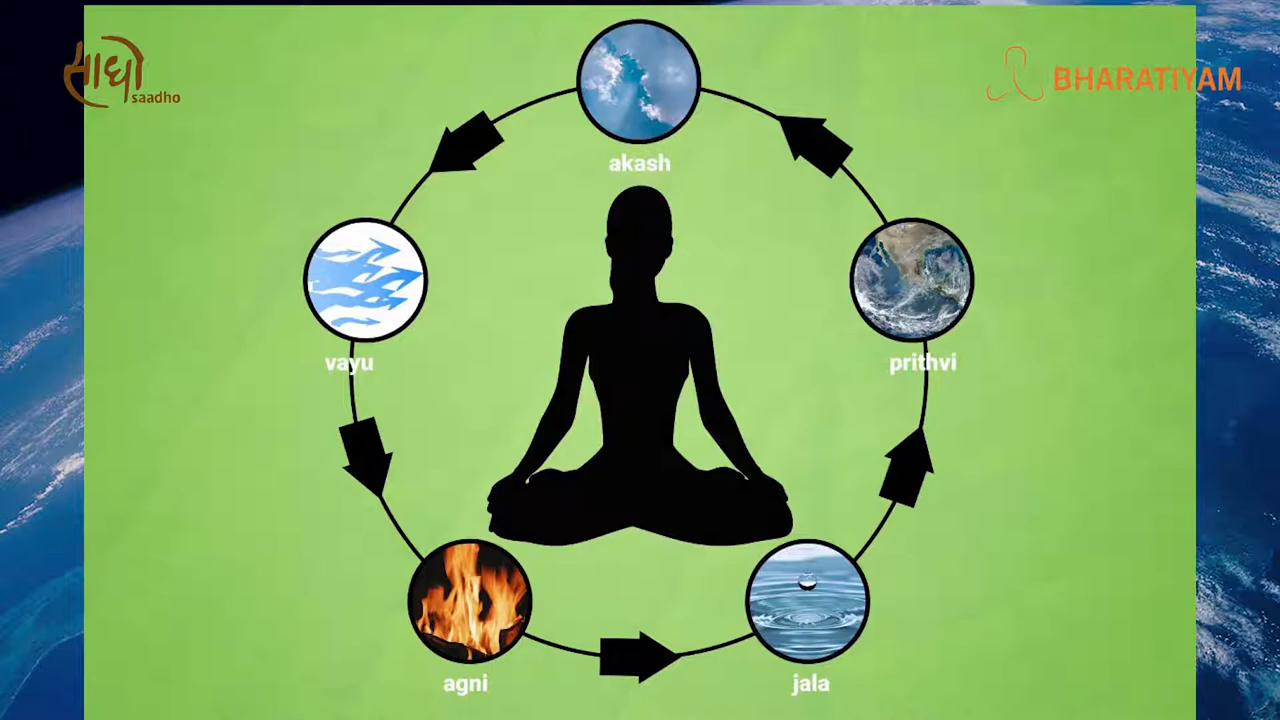 साधो
saadho
BHARATIYAM
akash
vayu
prithvi
agni
jala